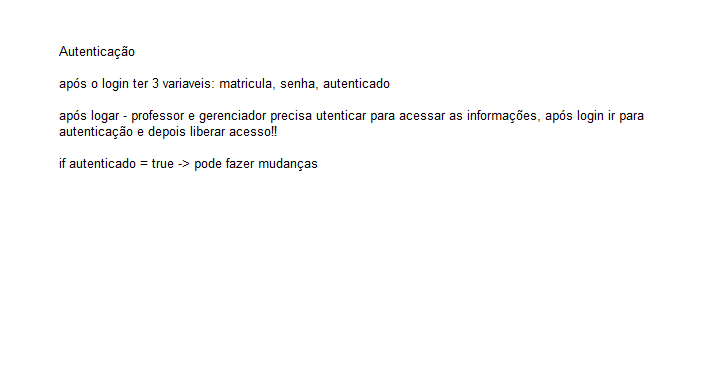 Autenticação
após o login ter 3 variaveis: matricula, senha, autenticado
após logar - professor e gerenciador precisa utenticar para acessar as informações, após login ir para
autenticação e depois liberar acesso!!
if autenticado = true -> pode fazer mudanças